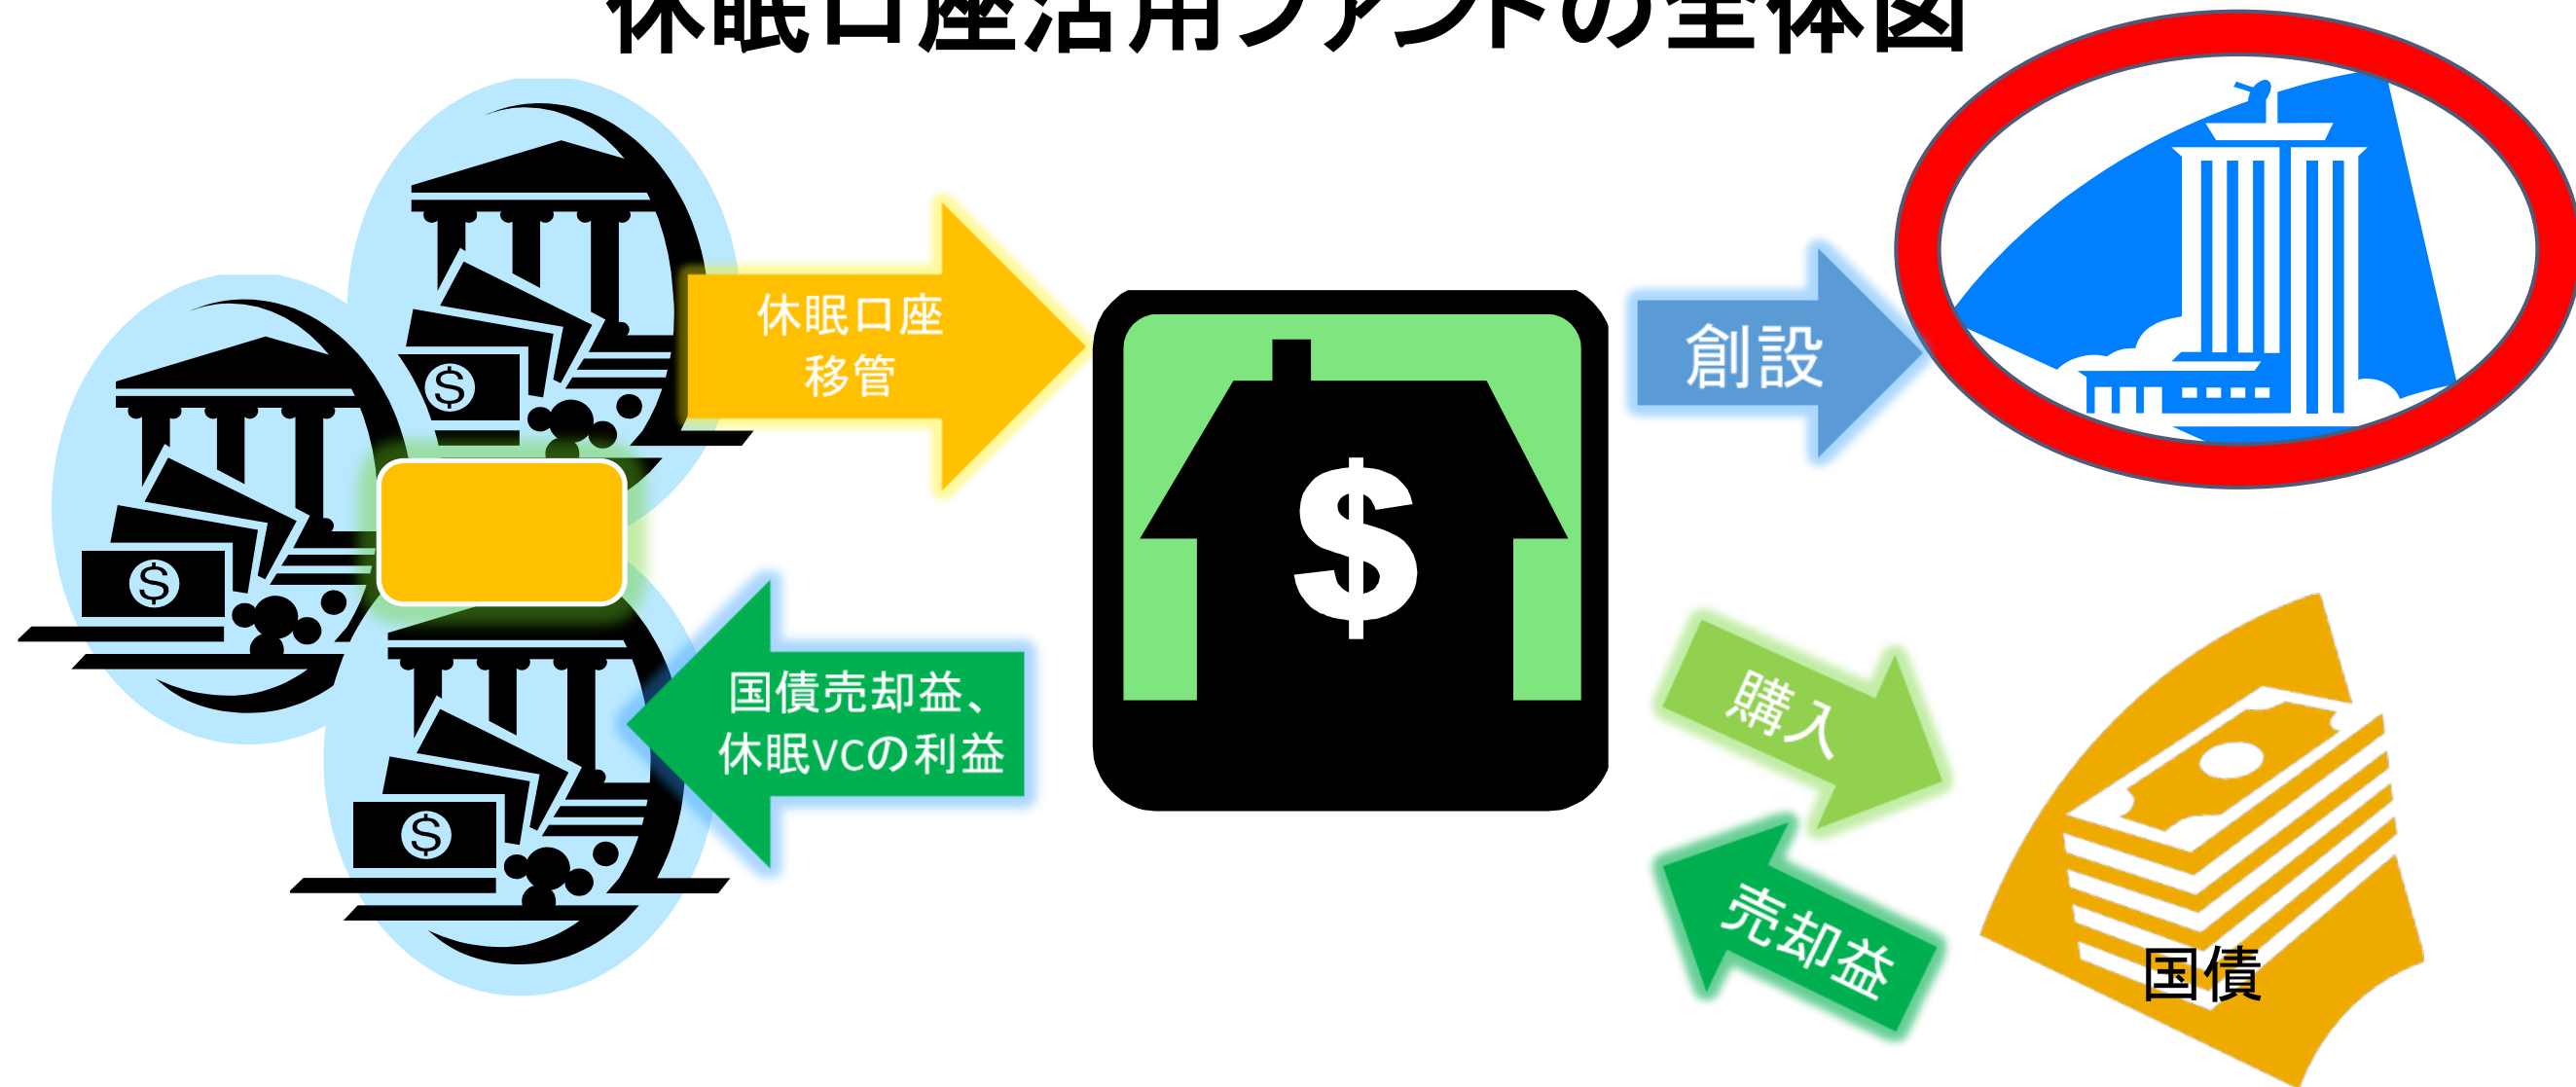 休眠口座活用ファンドの全体図
休眠口座
移管
創設
$
$
$
$
国債売却益、
休眠VCの利益
購入
売却益
国債